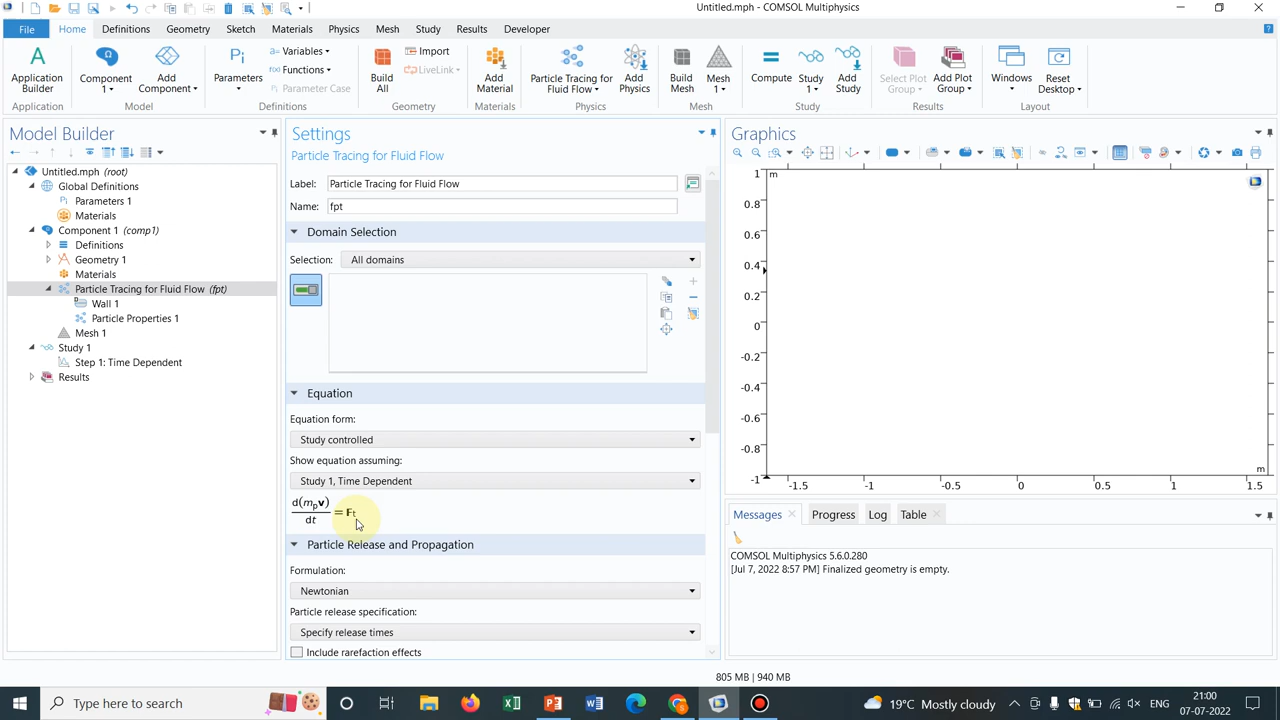 Untitled.mph - COMSOL Multiphysics
File Home Definitions Geometry Sketch Materials Physics Mesh Study Results Developer
Application Builder
Component 1
Add Component
Parameters
a= Variables
f(x) Functions
Pi Parameter Case
Build All
Import
LiveLink
Add Material
Particle Tracing for Fluid Flow
Add Physics
Build Mesh
Mesh 1
Compute
Study 1
Add Study
Select Plot Group
Add Plot Group
Windows
Reset Desktop
Application Model Definitions Geometry Materials Physics Mesh Study Results Layout
Model Builder
Untitled.mph (root)
Global Definitions
Parameters 1
Materials
Component 1 (comp1)
Definitions
Geometry 1
Materials
Particle Tracing for Fluid Flow (fpt)
Wall 1
Particle Properties 1
Mesh 1
Study 1
Step 1: Time Dependent
Results
Settings
Particle Tracing for Fluid Flow
Label: Particle Tracing for Fluid Flow
Name: fpt
Domain Selection
Selection: All domains
Equation
Equation form:
Study controlled
Show equation assuming:
Study 1, Time Dependent
d(mpv)/dt = Ft
Particle Release and Propagation
Formulation:
Newtonian
Particle release specification:
Specify release times
Include rarefaction effects
Graphics
1 m
0.8
0.6
0.4
0.2
0
-0.2
-0.4
-0.6
-0.8
-1
m
-1.5 -1 -0.5 0 0.5 1 1.5
Messages Progress Log Table
COMSOL Multiphysics 5.6.0.280
[Jul 7, 2022 8:57 PM] Finalized geometry is empty.
805 MB | 940 MB
Type here to search
19°C Mostly cloudy
ENG
21:00
07-07-2022